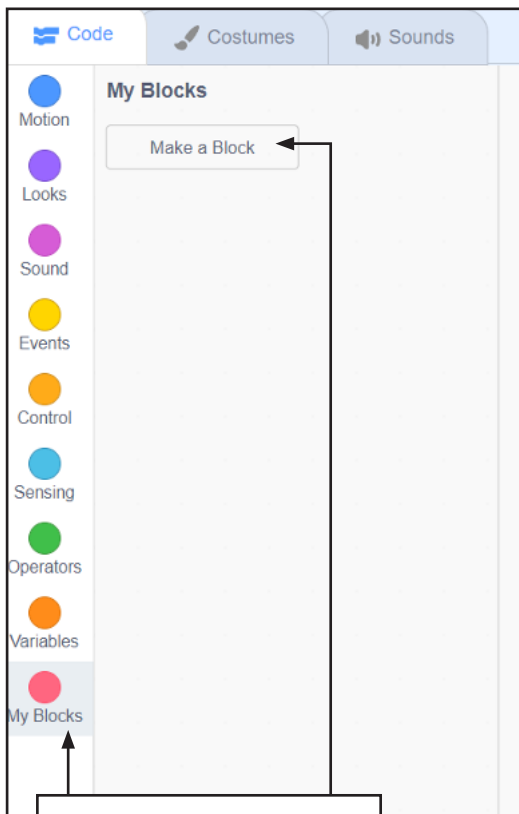 Code Costumes Sounds
My Blocks
Make a Block
Motion
Looks
Sound
Events
Control
Sensing
Operators
Variables
My Blocks